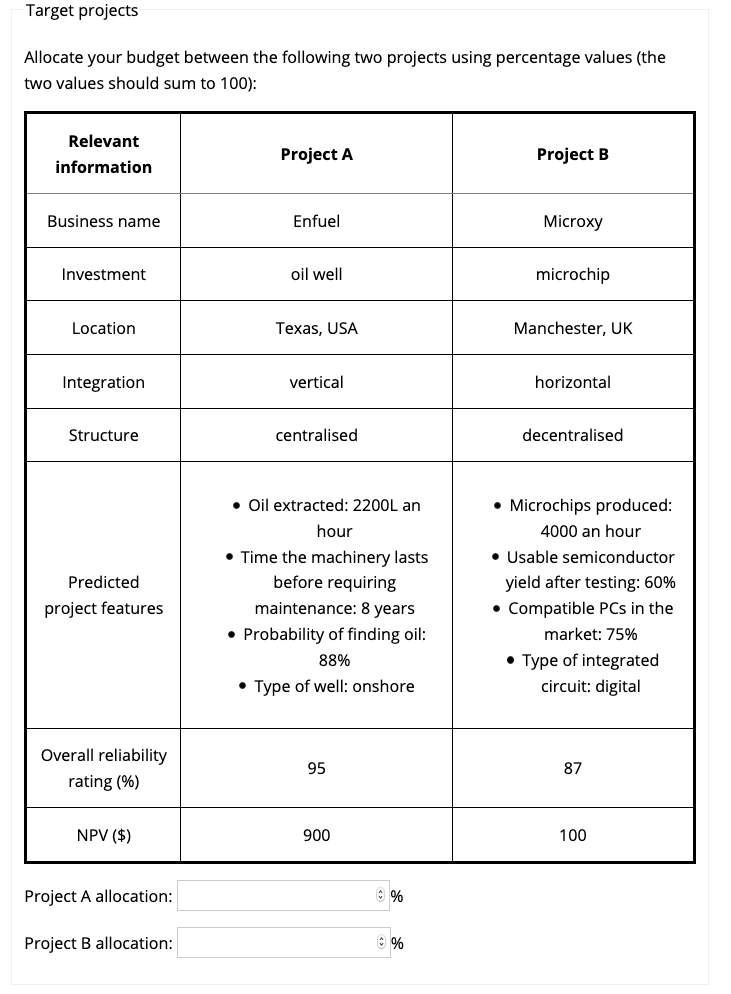 Target projects
Allocate your budget between the following two projects using percentage values (the
two values should sum to 100):
Relevant
information
Project A
Project B
Business name
Enfuel
Microxy
Investment
oil well
microchip
Location
Texas, USA
Manchester, UK
Integration
vertical
horizontal
Structure
centralised
decentralised
Predicted
project features
• Oil extracted: 2200L an
hour
• Time the machinery lasts
before requiring
maintenance: 8 years
• Probability of finding oil:
88%
• Type of well: onshore
• Microchips produced:
4000 an hour
• Usable semiconductor
yield after testing: 60%
• Compatible PCs in the
market: 75%
• Type of integrated
circuit: digital
Overall reliability
rating (%)
95
87
NPV ($)
900
100
Project A allocation:
%
Project B allocation:
%